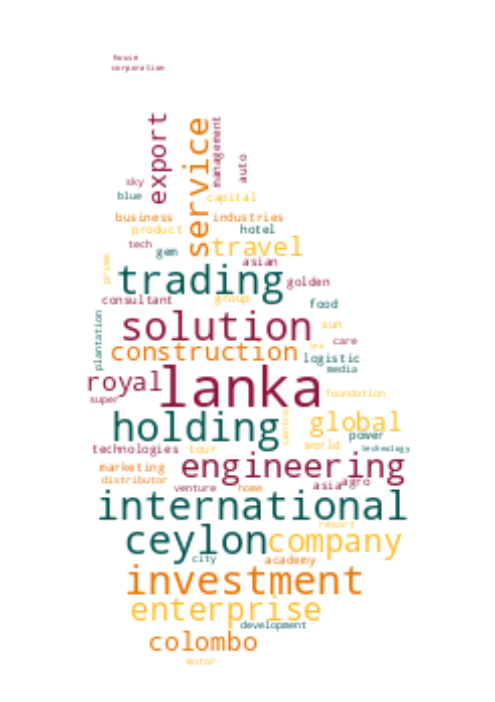 house
corporation
export
service
management
auto
sky
blue
capital
business
industries
product
hotel
tech
travel
gem
asian
prime
trading
golden
consultant
group
food
plantation
solution
sun
care
construction
tea
logistic
media
royal
lanka
super
foundation
holding
global
centre
power
technologies
tour
world
technology
engineering
marketing
distributor
venture
home
asia
agro
international
resort
ceylon
company
city
academy
investment
enterprise
development
colombo
motor